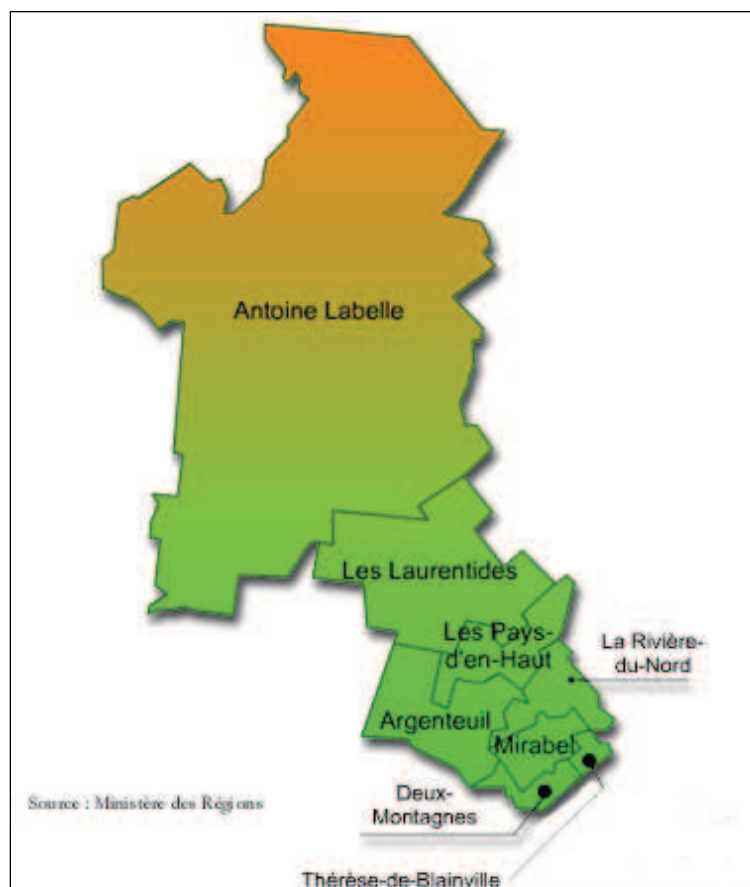 Antoine Labelle
Les Laurentides
Les Pays-
d'en-Haut
La Rivière-
du-Nord
Argenteuil
Mirabel
Source : Ministère des Régions
Deux-
Montagnes
Thérèse-de-Blainville